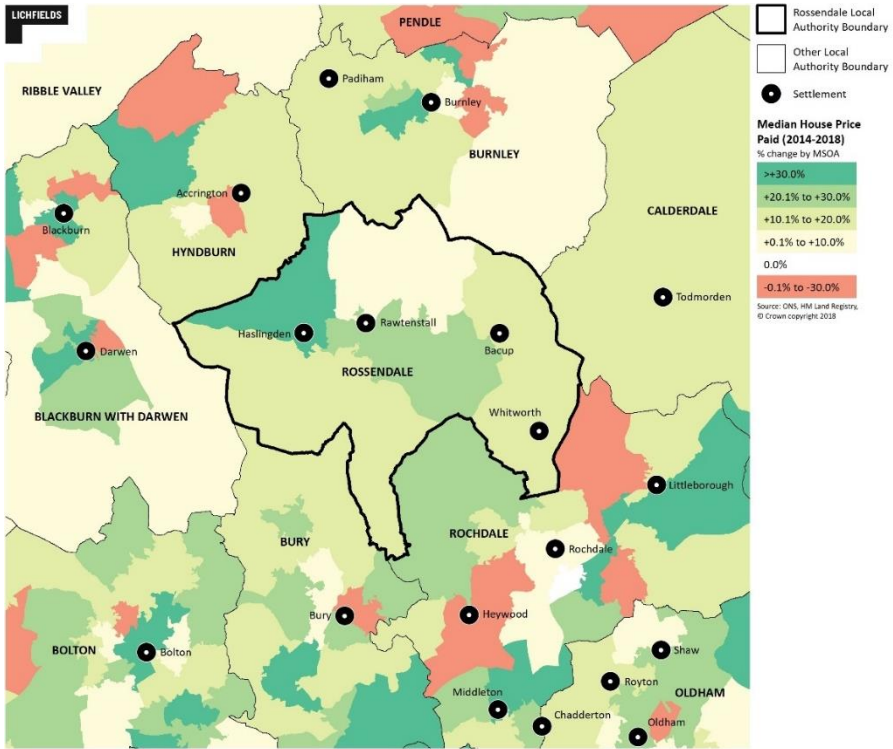 LICHFIELDS
PENDLE
Padiham
RIBBLE VALLEY
Burnley
BURNLEY
Accrington
CALDERDALE
Blackburn
HYNDBURN
Todmorden
Haslingden
Rawtenstall
Bacup
Darwen
ROSSENDALE
BLACKBURN WITH DARWEN
Whitworth
Littleborough
BURY
ROCHDALE
Rochdale
Bury
Heywood
BOLTON
Bolton
Shaw
Royton
OLDHAM
Middleton
Chadderton
Oldham
Rossendale Local
Authority Boundary
Other Local
Authority Boundary
Settlement
Median House Price
Paid (2014-2018)
% change by MSOA
>+30.0%
+20.1% to +30.0%
+10.1% to +20.0%
+0.1% to +10.0%
0.0%
-0.1% to -30.0%
Source: ONS, HM Land Registry,
© Crown copyright 2018